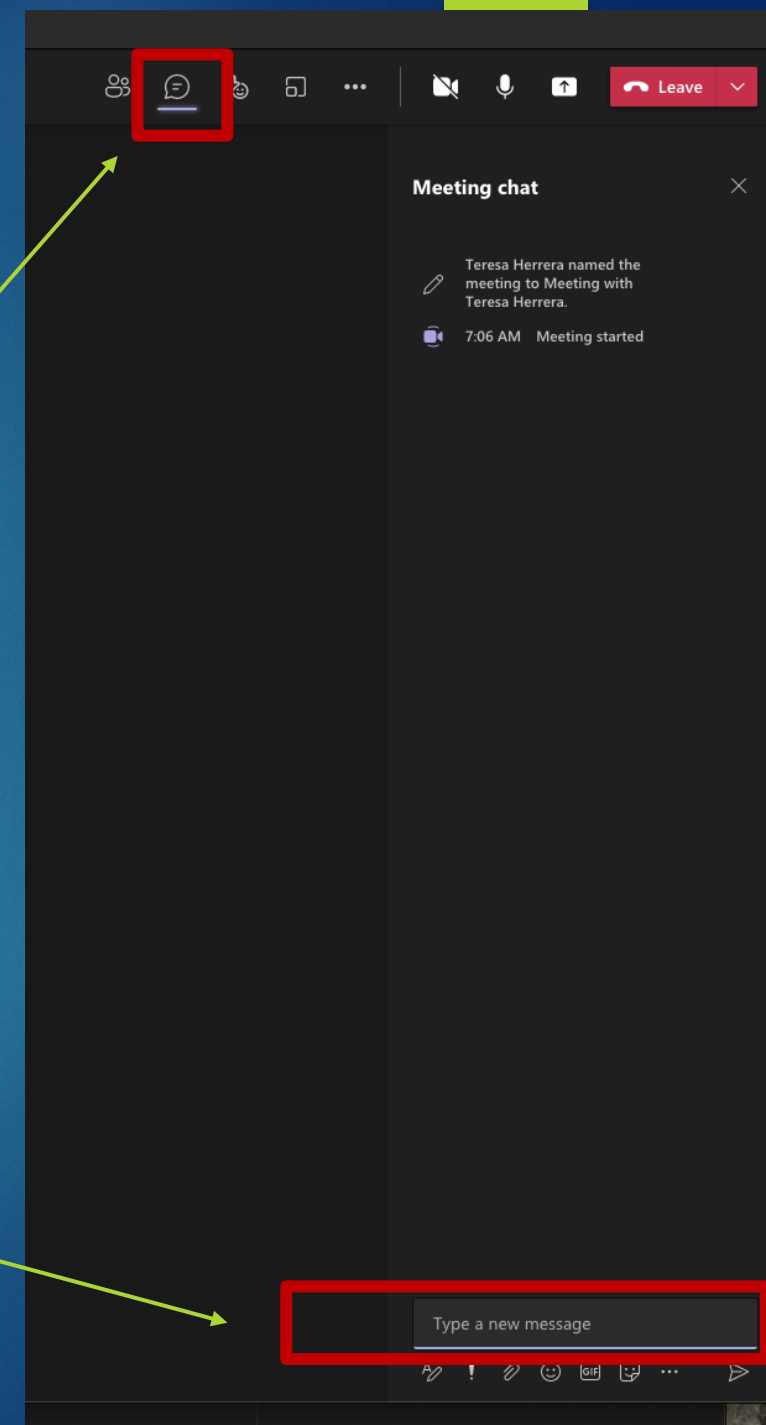 Leave
Meeting chat
Teresa Herrera named the
meeting to Meeting with
Teresa Herrera.
7:06 AM Meeting started
Type a new message
GIF